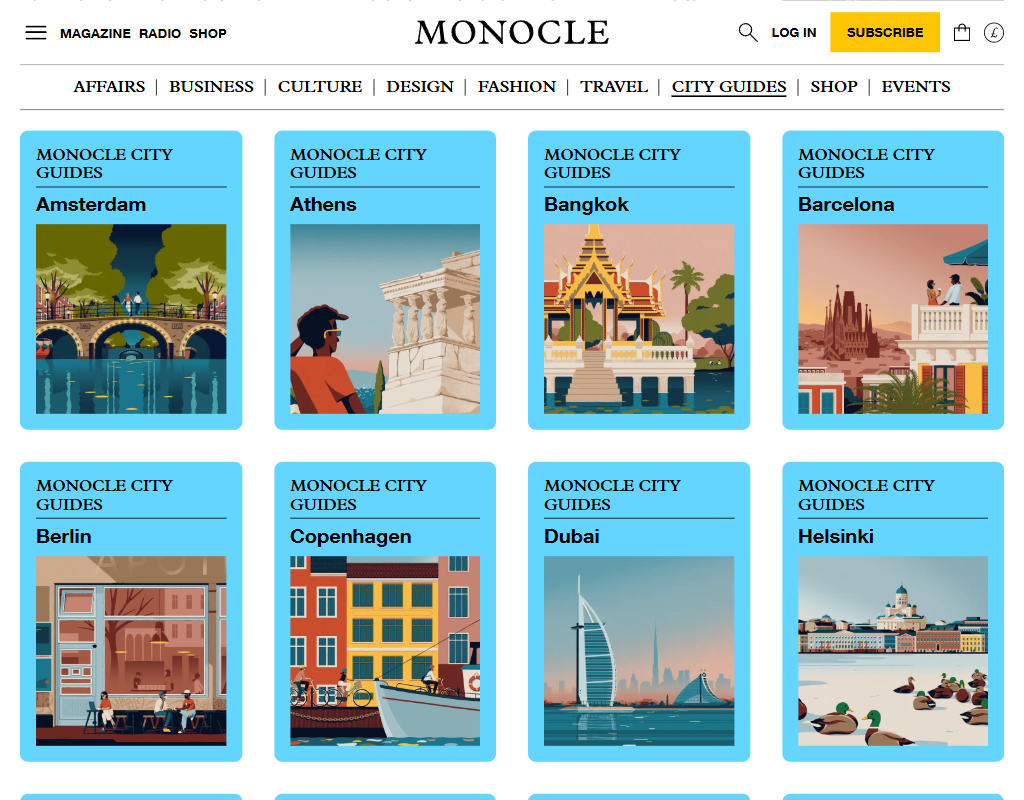 MAGAZINE RADIO SHOP
MONOCLE
LOG IN
SUBSCRIBE
£
AFFAIRS | BUSINESS | CULTURE | DESIGN | FASHION | TRAVEL | CITY GUIDES | SHOP | EVENTS
MONOCLE CITY
GUIDES
Amsterdam
MONOCLE CITY
GUIDES
Athens
MONOCLE CITY
GUIDES
Bangkok
MONOCLE CITY
GUIDES
Barcelona
MONOCLE CITY
GUIDES
Berlin
MONOCLE CITY
GUIDES
Copenhagen
MONOCLE CITY
GUIDES
Dubai
MONOCLE CITY
GUIDES
Helsinki